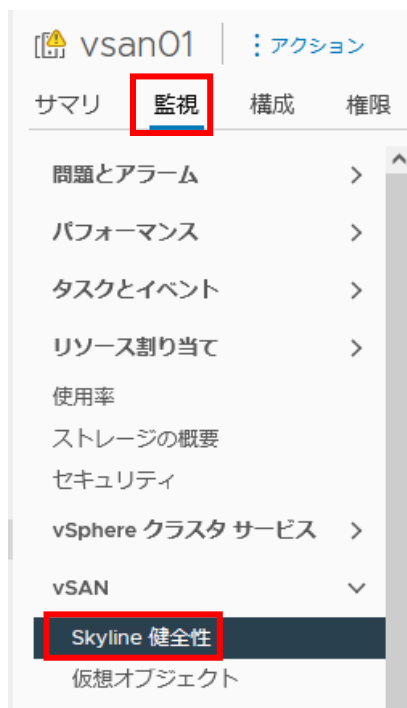 vsan01 ⋮ アクション
サマリ 監視 構成 権限
問題とアラーム
パフォーマンス
タスクとイベント
リソース割り当て
使用率
ストレージの概要
セキュリティ
vSphere クラスタ サービス
vSAN
Skyline 健全性
仮想オブジェクト